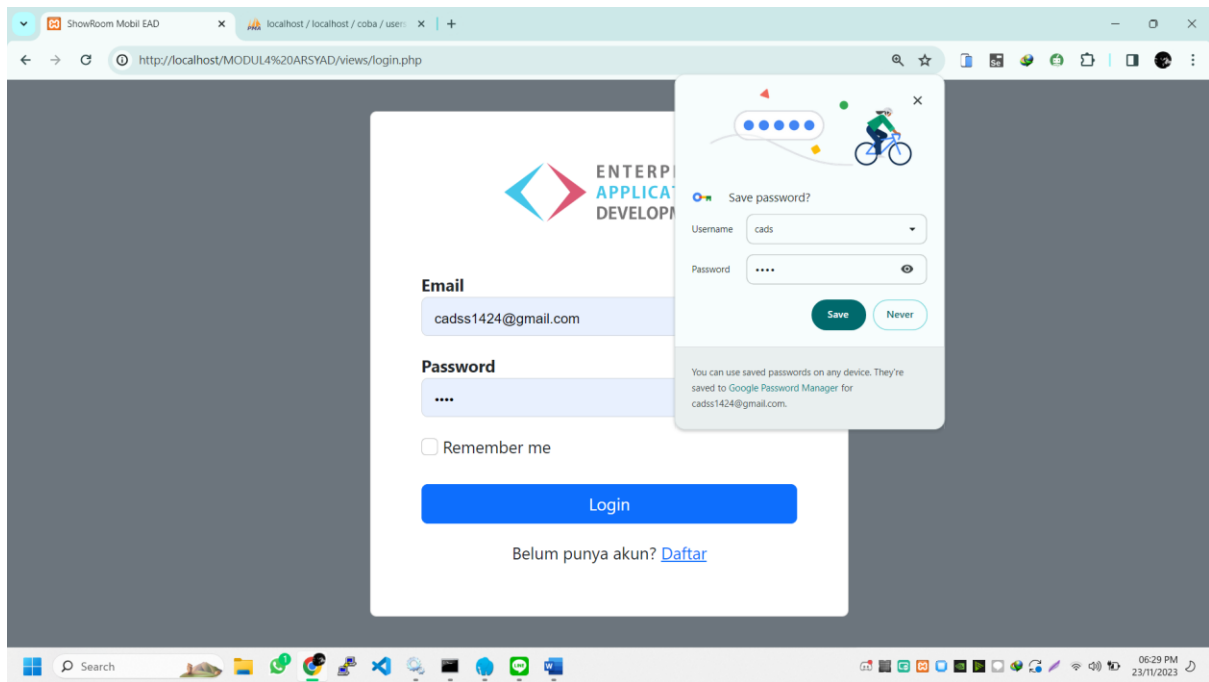 ShowRoom Mobil EAD
localhost / localhost / coba / users
http://localhost/MODUL4%20ARSYAD/views/login.php
ENTERP
APPLICA
DEVELOP
Save password?
Username
cads
Password
••••
Save
Never
You can use saved passwords on any device. They're
saved to Google Password Manager for
cadss1424@gmail.com.
Email
cadss1424@gmail.com
Password
••••
Remember me
Login
Belum punya akun? Daftar
Search
06:29 PM
23/11/2023